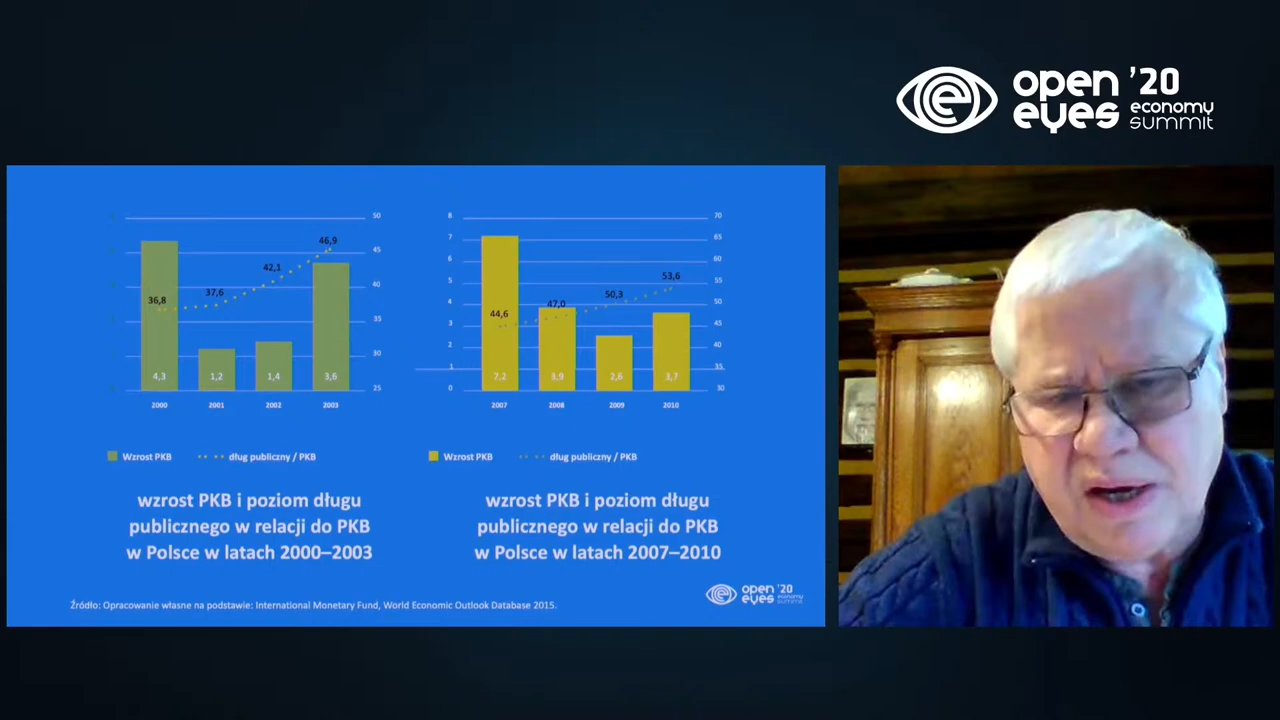 open '20
eyes economy
summit
50
45
40
35
30
25
46,9
42,1
37,6
36,8
4,3 1,2 1,4 3,6
2000 2001 2002 2003
Wzrost PKB dług publiczny / PKB
wzrost PKB i poziom długu
publicznego w relacji do PKB
w Polsce w latach 2000–2003
8 70
7 65
6 60
5 55
4 50
3 45
2 40
1 35
0 30
53,6
50,3
47,0
44,6
7,2 3,9 2,6 3,7
2007 2008 2009 2010
Wzrost PKB dług publiczny / PKB
wzrost PKB i poziom długu
publicznego w relacji do PKB
w Polsce w latach 2007–2010
Źródło: Opracowanie własne na podstawie: International Monetary Fund, World Economic Outlook Database 2015.
open '20
eyes economy
summit